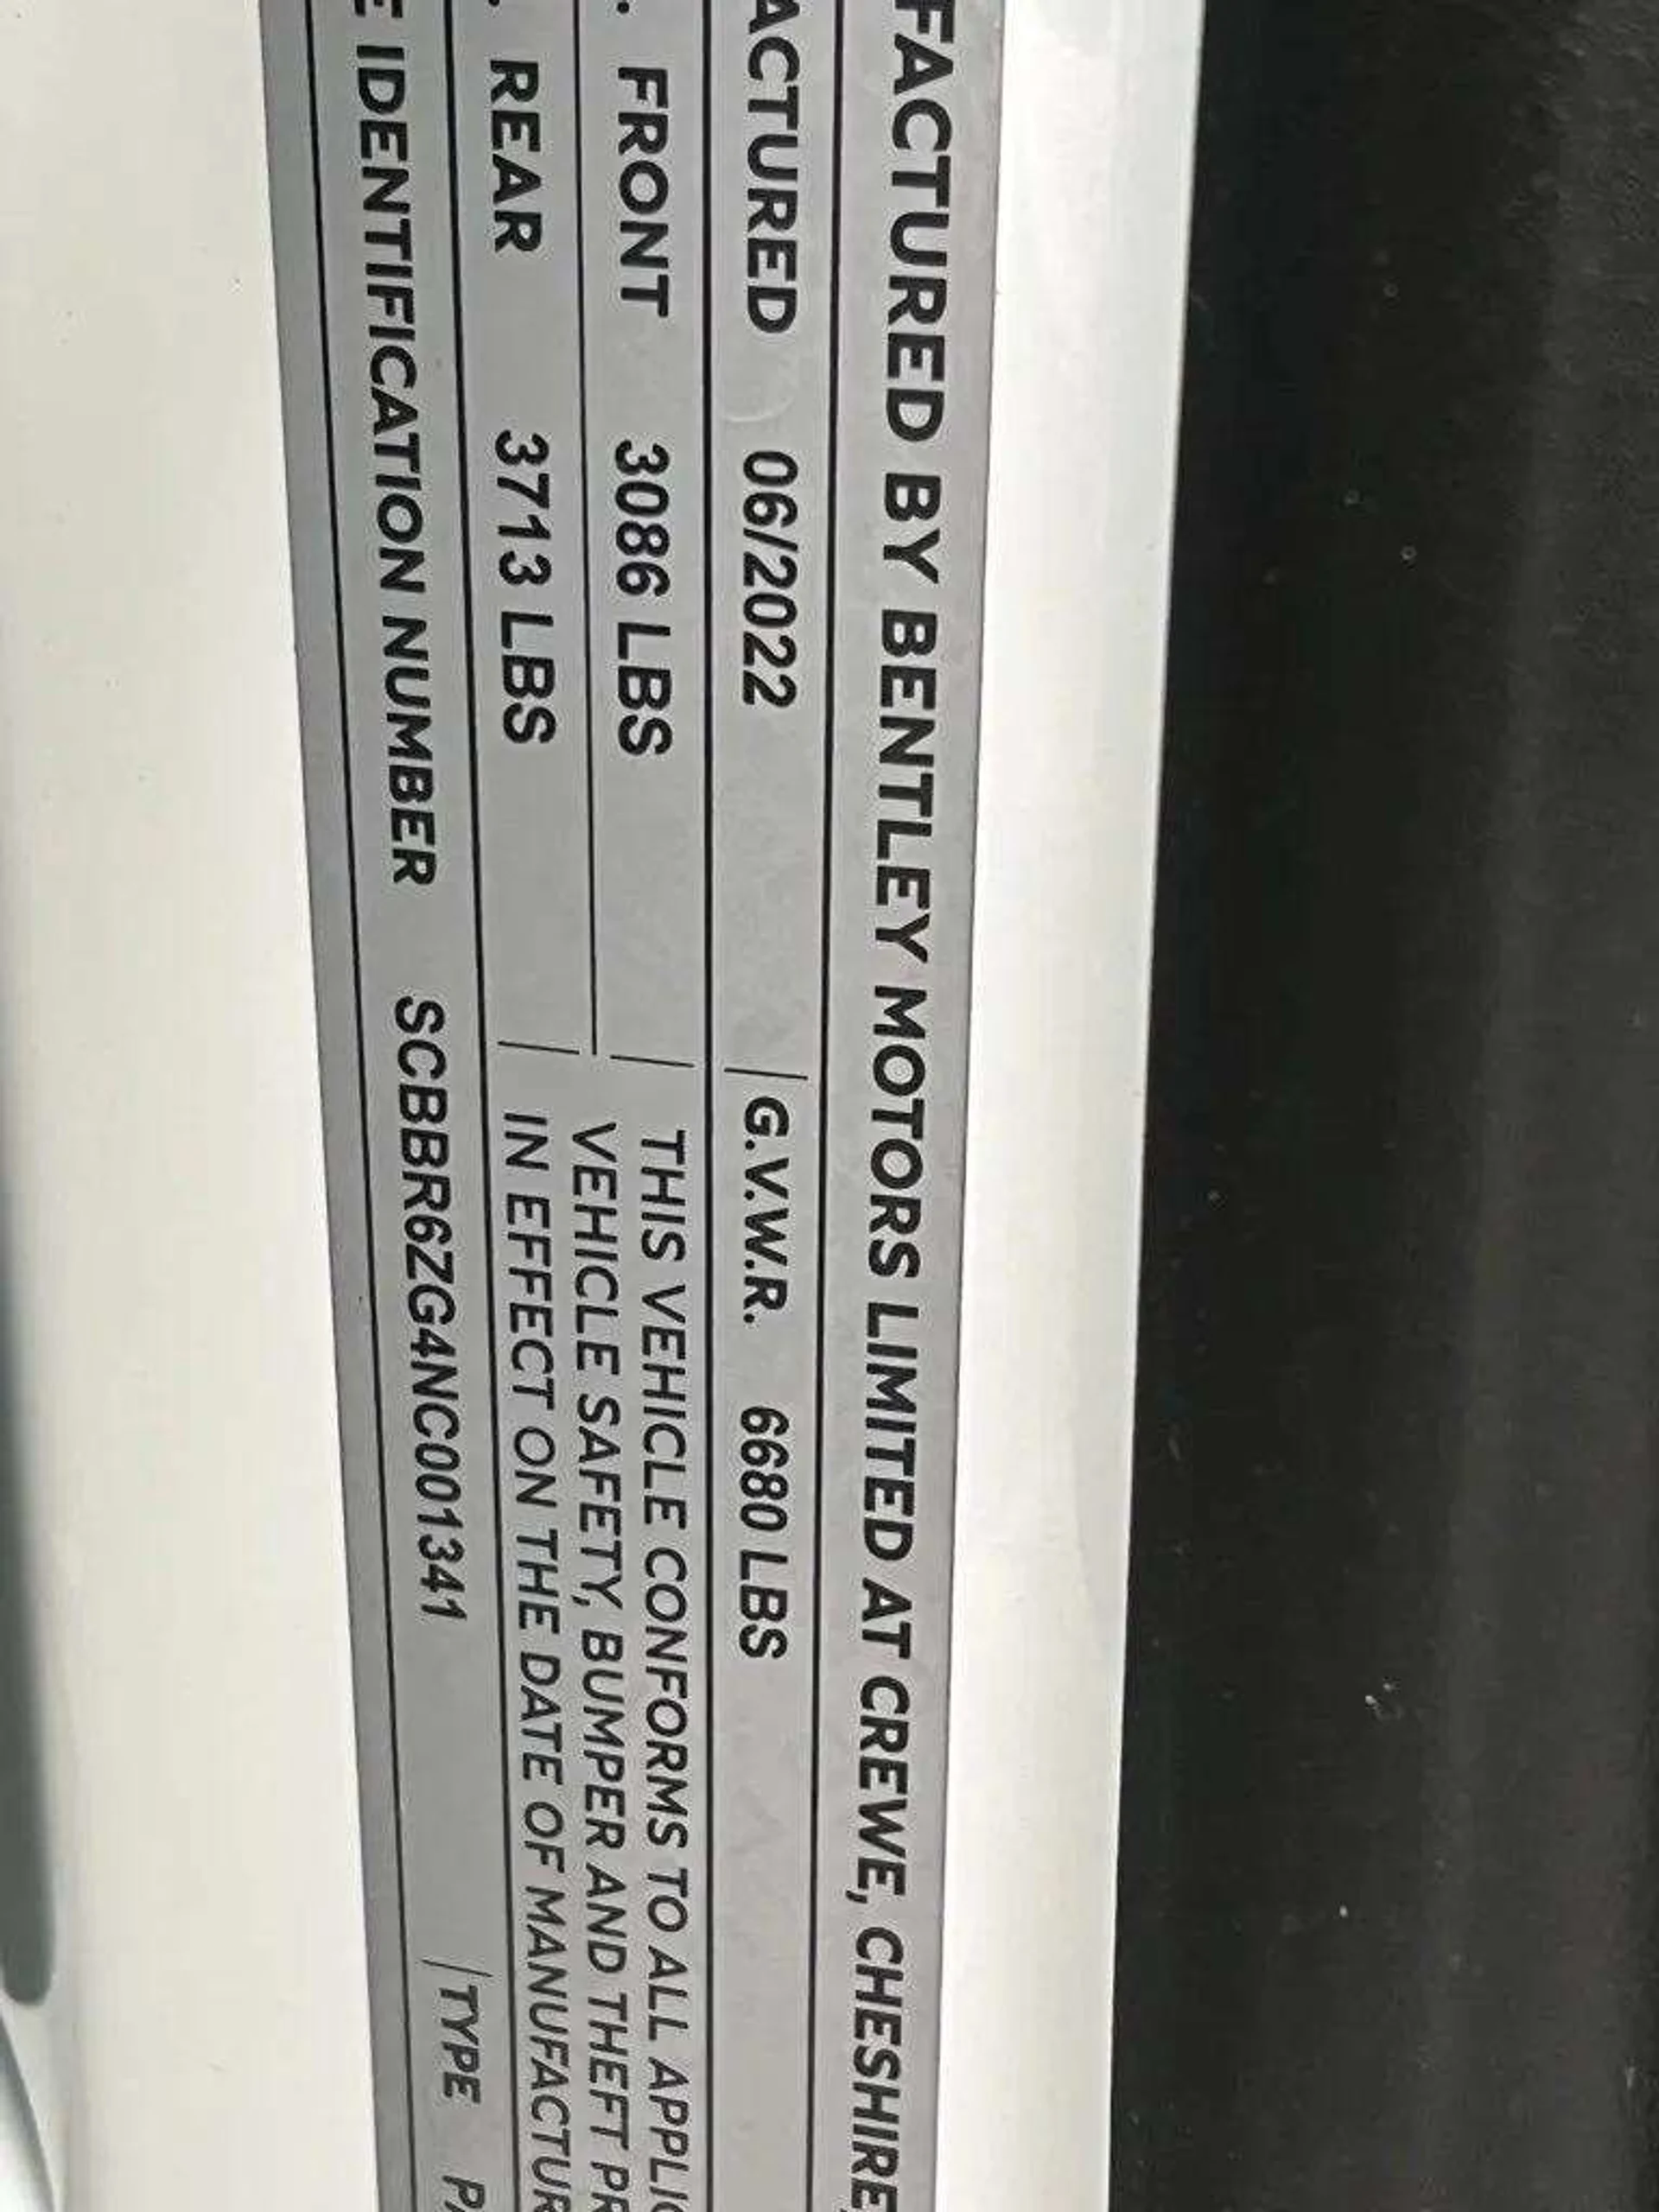 FACTURED BY BENTLEY MOTORS LIMITED AT CREWE, CHESHIRE,
ACTURED 06/2022 G.V.W.R. 6680 LBS
. FRONT 3086 LBS
. REAR 3713 LBS
THIS VEHICLE CONFORMS TO ALL APPLIC
VEHICLE SAFETY, BUMPER AND THEFT PR
IN EFFECT ON THE DATE OF MANUFACTUR
E IDENTIFICATION NUMBER SCBBR6ZG4NC001341 TYPE PA